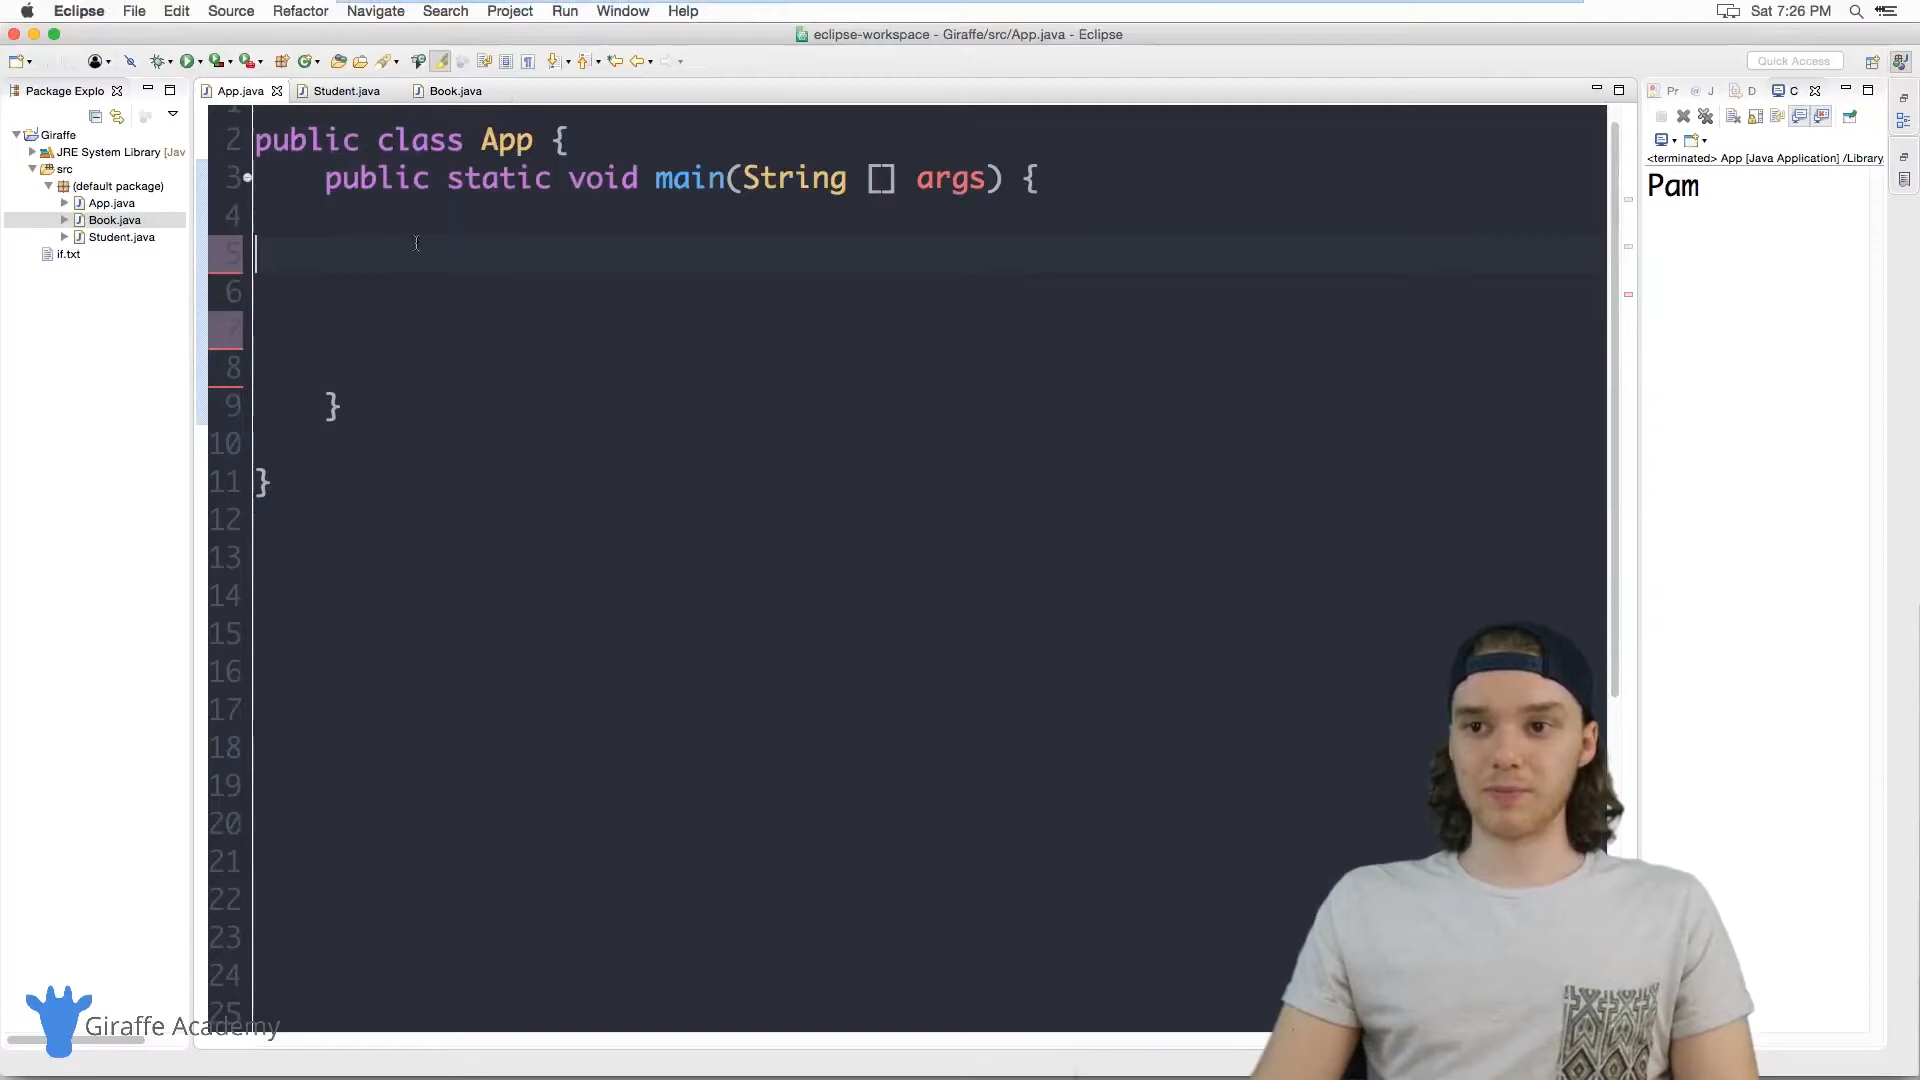 Eclipse File Edit Source Refactor Navigate Search Project Run Window Help
Sat 7:26 PM
eclipse-workspace - Giraffe/src/App.java - Eclipse
Quick Access
Package Explo
App.java
Student.java
Book.java
Pr
J
D
C
Giraffe
JRE System Library [Jav
src
(default package)
App.java
Book.java
Student.java
if.txt
2 public class App {
3 public static void main(String [] args) {
4
5
6
7
8
9 }
10
11 }
12
13
14
15
16
17
18
19
20
21
22
23
24
25
<terminated> App [Java Application] /Library
Pam
Giraffe Academy